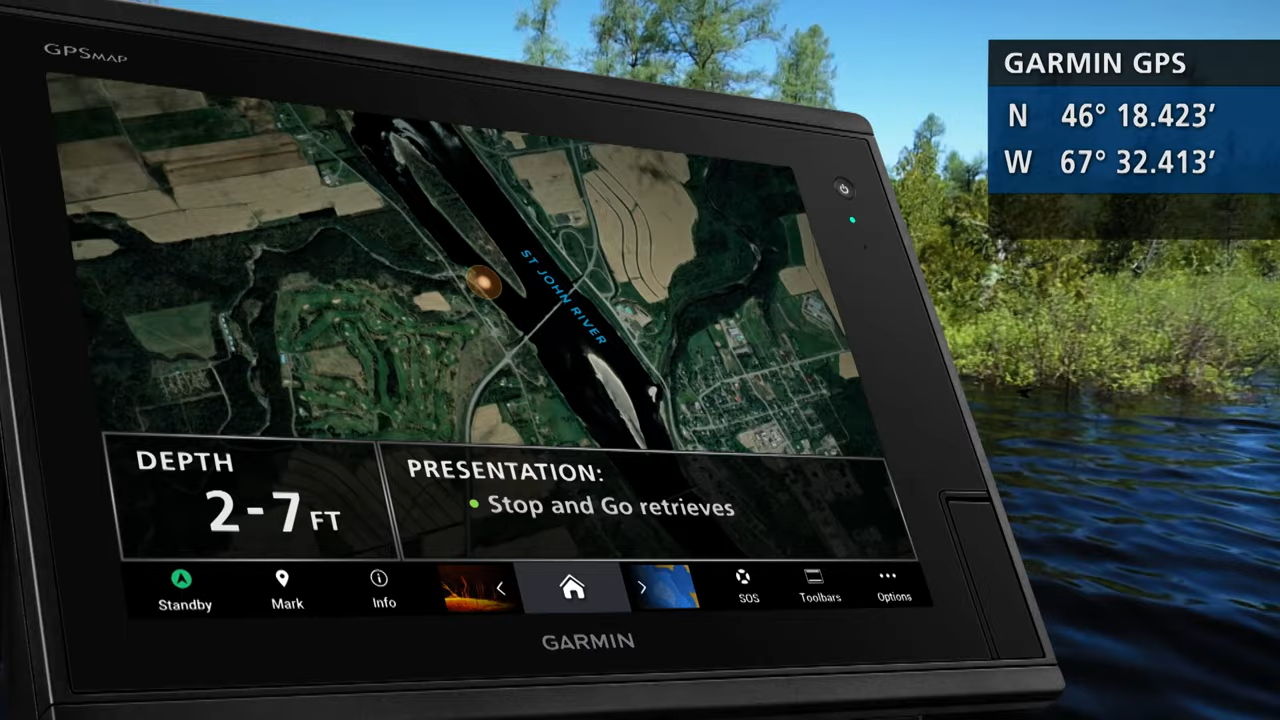 GPSMAP
GARMIN GPS
N 46° 18.423′
W 67° 32.413′
ST JOHN RIVER
DEPTH
2-7 FT
PRESENTATION:
• Stop and Go retrieves
Standby
Mark
Info
SOS
Toolbars
Options
GARMIN